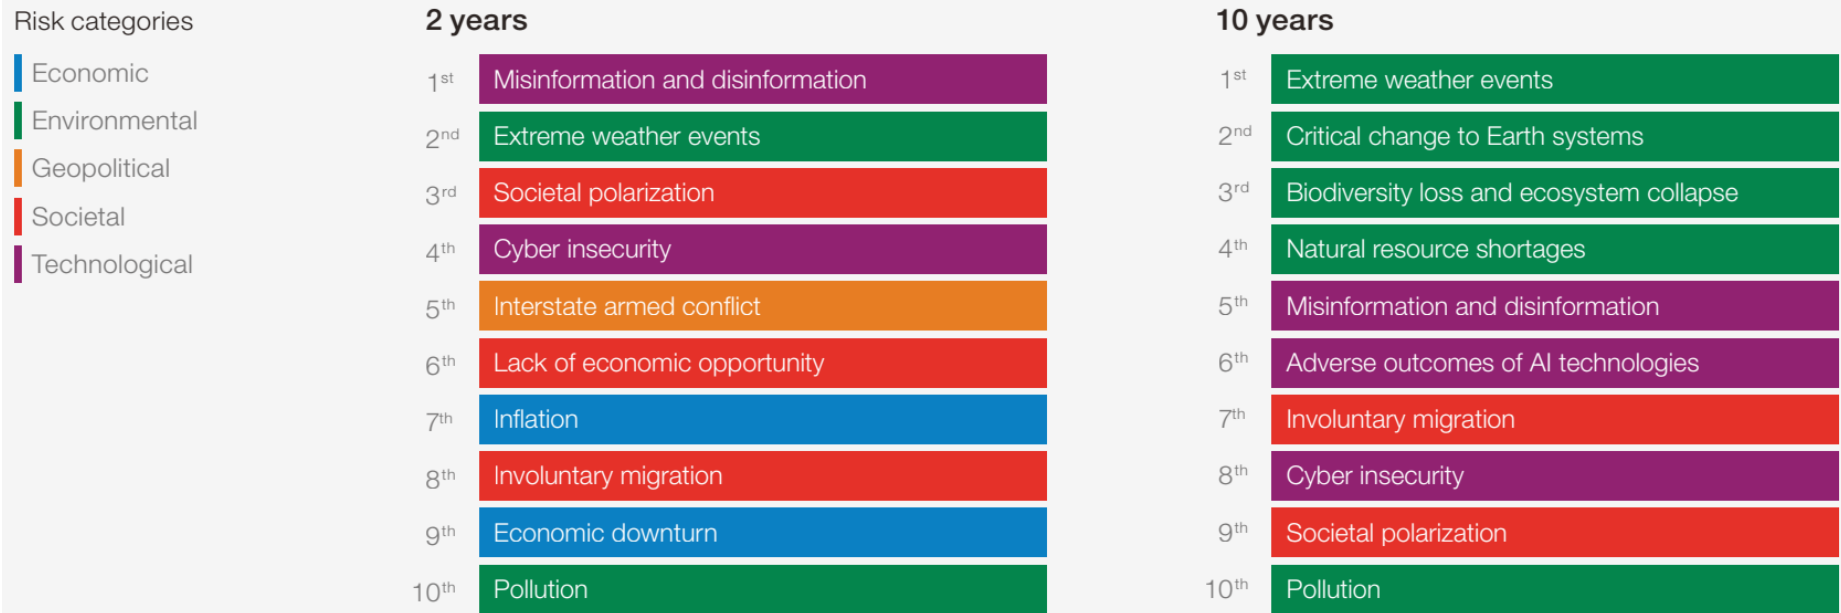 Risk categories
Economic
Environmental
Geopolitical
Societal
Technological
2 years
1st Misinformation and disinformation
2nd Extreme weather events
3rd Societal polarization
4th Cyber insecurity
5th Interstate armed conflict
6th Lack of economic opportunity
7th Inflation
8th Involuntary migration
9th Economic downturn
10th Pollution
10 years
1st Extreme weather events
2nd Critical change to Earth systems
3rd Biodiversity loss and ecosystem collapse
4th Natural resource shortages
5th Misinformation and disinformation
6th Adverse outcomes of AI technologies
7th Involuntary migration
8th Cyber insecurity
9th Societal polarization
10th Pollution